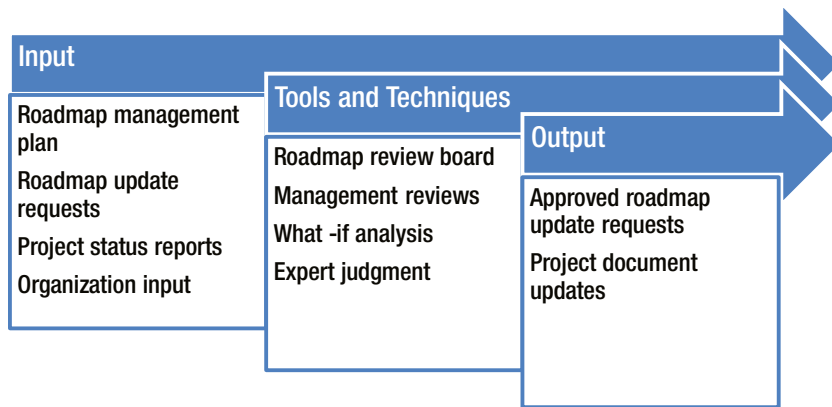 Input
Roadmap management
plan
Roadmap update
requests
Project status reports
Organization input
Tools and Techniques
Roadmap review board
Management reviews
What -if analysis
Expert judgment
Output
Approved roadmap
update requests
Project document
updates